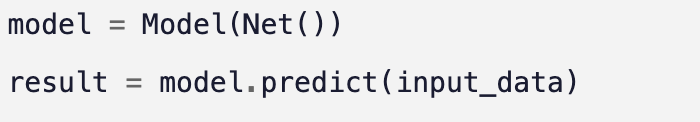 model = Model(Net())
result = model.predict(input_data)